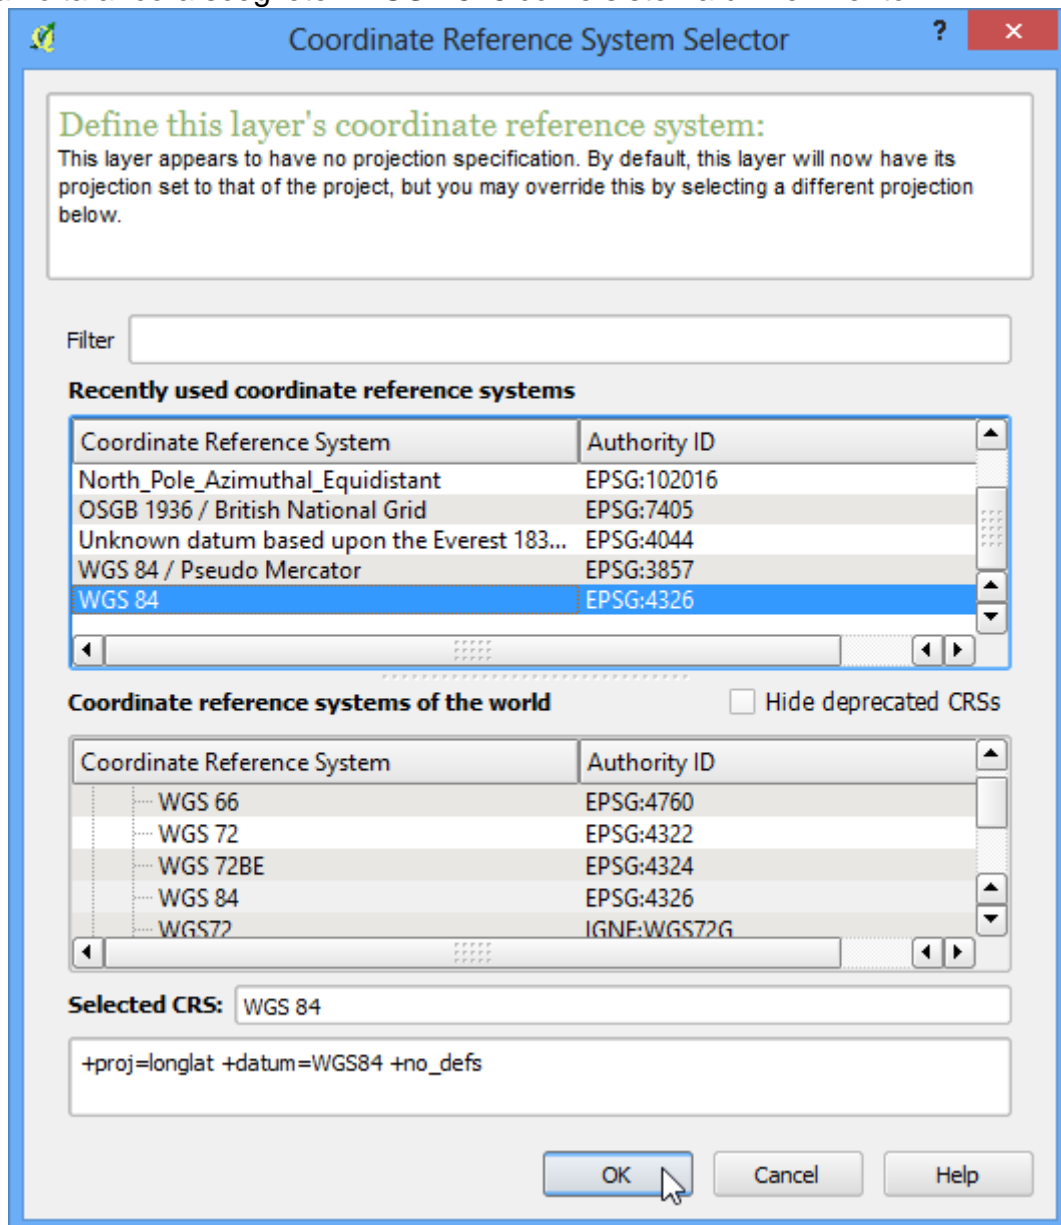 Coordinate Reference System Selector
?
×
Define this layer's coordinate reference system:
This layer appears to have no projection specification. By default, this layer will now have its
projection set to that of the project, but you may override this by selecting a different projection
below.
Filter
Recently used coordinate reference systems
Coordinate Reference System Authority ID
North_Pole_Azimuthal_Equidistant EPSG:102016
OSGB 1936 / British National Grid EPSG:7405
Unknown datum based upon the Everest 183... EPSG:4044
WGS 84 / Pseudo Mercator EPSG:3857
WGS 84 EPSG:4326
Coordinate reference systems of the world Hide deprecated CRSs
Coordinate Reference System Authority ID
WGS 66 EPSG:4760
WGS 72 EPSG:4322
WGS 72BE EPSG:4324
WGS 84 EPSG:4326
WGS72 IGNF:WGS72G
Selected CRS: WGS 84
+proj=longlat +datum=WGS84 +no_defs
OK Cancel Help